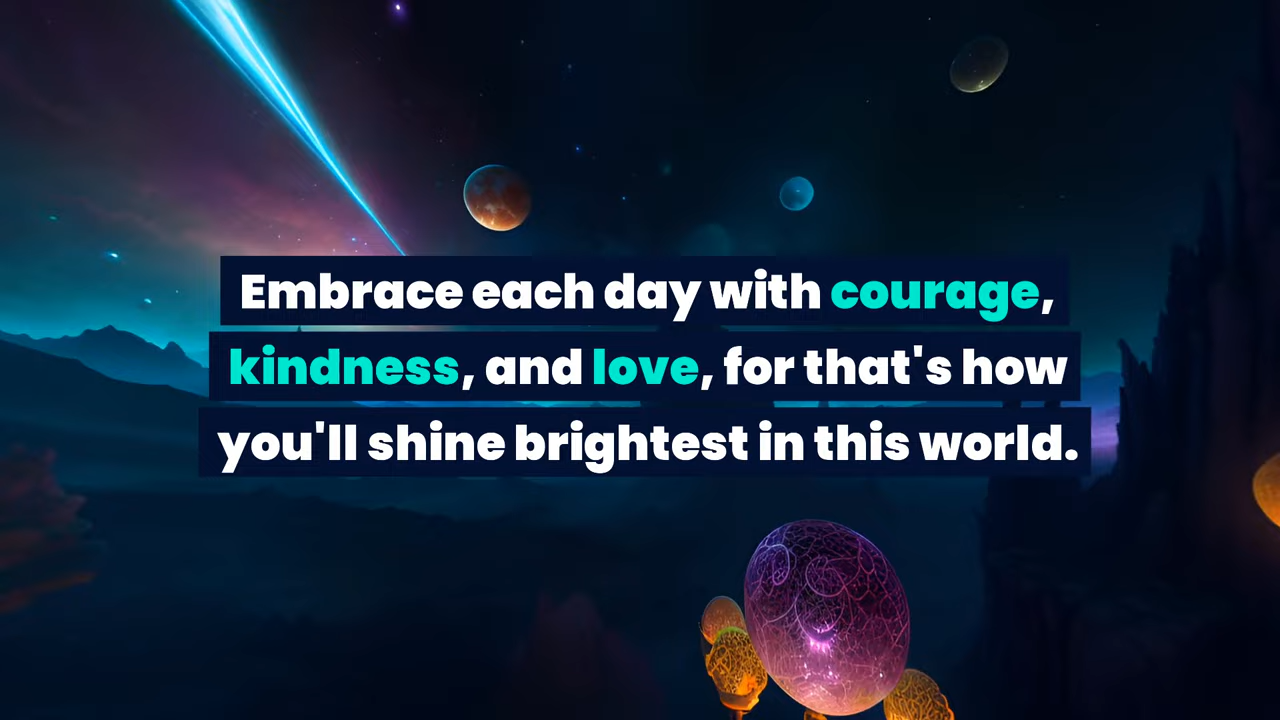 Embrace each day with courage,
kindness, and love, for that's how
you'll shine brightest in this world.